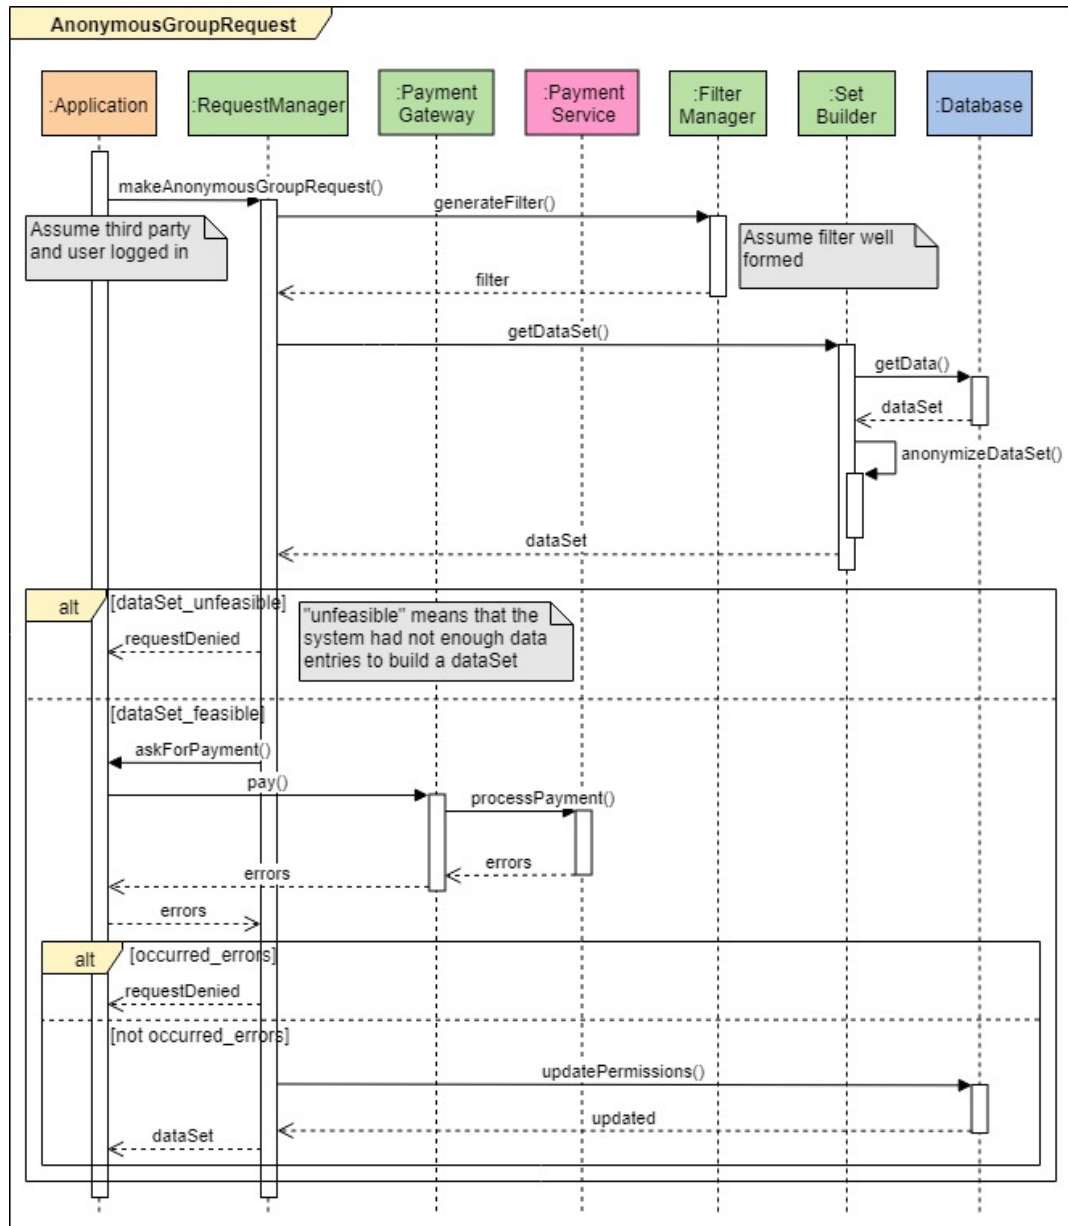 AnonymousGroupRequest
:Application
:RequestManager
:Payment
Gateway
:Payment
Service
:Filter
Manager
:Set
Builder
:Database
makeAnonymousGroupRequest()
generateFilter()
Assume third party
and user logged in
Assume filter well
formed
filter
getDataSet()
getData()
dataSet
anonymizeDataSet()
dataSet
alt
[dataSet_unfeasible]
"unfeasible" means that the
system had not enough data
entries to build a dataSet
requestDenied
[dataSet_feasible]
askForPayment()
pay()
processPayment()
errors
errors
errors
alt
[occurred_errors]
requestDenied
[not occurred_errors]
updatePermissions()
updated
dataSet